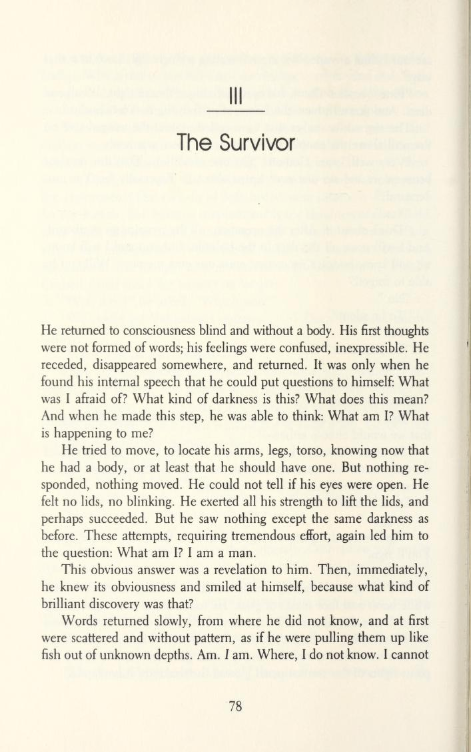 III
The Survivor
He returned to consciousness blind and without a body. His first thoughts
were not formed of words; his feelings were confused, inexpressible. He
receded, disappeared somewhere, and returned. It was only when he
found his internal speech that he could put questions to himself: What
was I afraid of? What kind of darkness is this? What does this mean?
And when he made this step, he was able to think: What am I? What
is happening to me?
He tried to move, to locate his arms, legs, torso, knowing now that
he had a body, or at least that he should have one. But nothing re-
sponded, nothing moved. He could not tell if his eyes were open. He
felt no lids, no blinking. He exerted all his strength to lift the lids, and
perhaps succeeded. But he saw nothing except the same darkness as
before. These attempts, requiring tremendous effort, again led him to
the question: What am I? I am a man.
This obvious answer was a revelation to him. Then, immediately,
he knew its obviousness and smiled at himself, because what kind of
brilliant discovery was that?
Words returned slowly, from where he did not know, and at first
were scattered and without pattern, as if he were pulling them up like
fish out of unknown depths. Am. I am. Where, I do not know. I cannot
78